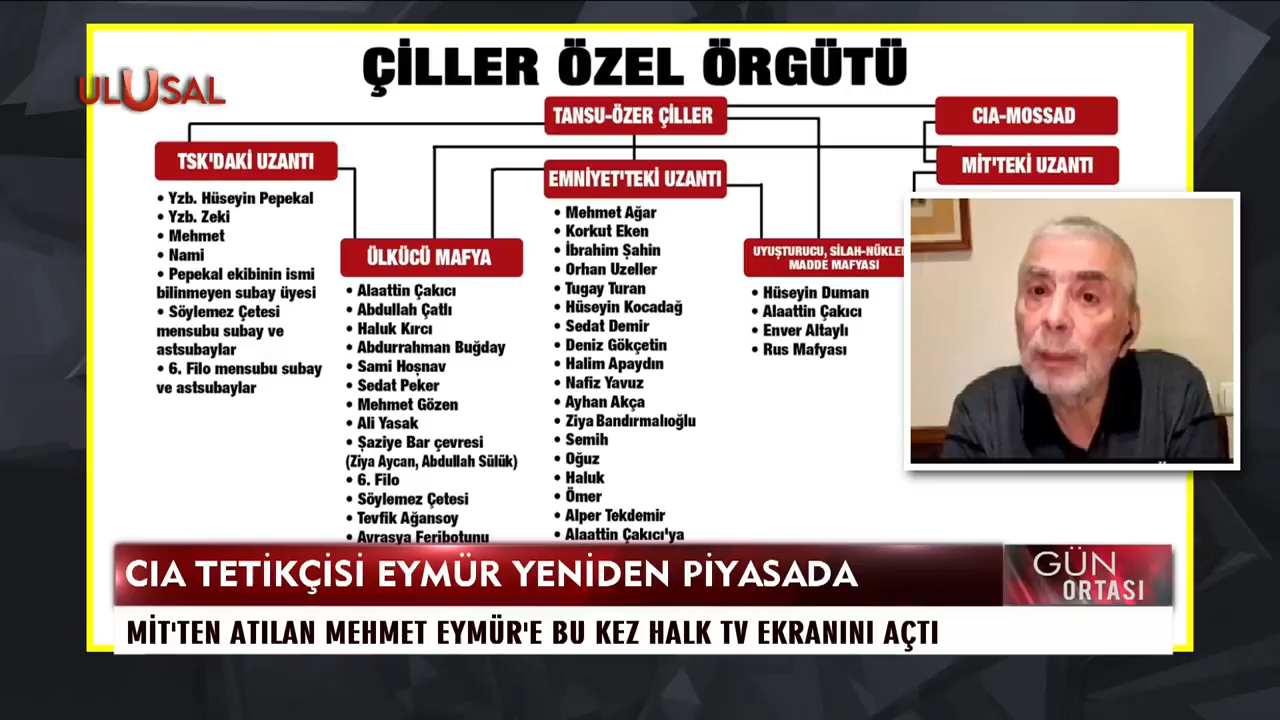 ÇİLLER ÖZEL ÖRGÜTÜ
ULUSAL
TANSU-ÖZER ÇİLLER
CIA-MOSSAD
TSK'DAKİ UZANTI
• Yzb. Hüseyin Pepekal
• Yzb. Zeki
• Mehmet
• Nami
• Pepekal ekibinin ismi
bilinmeyen subay üyesi
• Söylemez Çetesi
mensubu subay ve
astsubaylar
• 6. Filo mensubu subay
ve astsubaylar
ÜLKÜCÜ MAFYA
• Alaattin Çakıcı
• Abdullah Çatlı
• Haluk Kırcı
• Abdurrahman Buğday
• Sami Hoşnav
• Sedat Peker
• Mehmet Gözen
• Ali Yasak
• Şaziye Bar çevresi
(Ziya Aycan, Abdullah Sülük)
• 6. Filo
• Söylemez Çetesi
• Tevfik Ağansoy
• Avrasya Feribotunu
EMNİYET'TEKİ UZANTI
• Mehmet Ağar
• Korkut Eken
• İbrahim Şahin
• Orhan Uzeller
• Tugay Turan
• Hüseyin Kocadağ
• Sedat Demir
• Deniz Gökçetin
• Halim Apaydın
• Nafiz Yavuz
• Ayhan Akça
• Ziya Bandırmalıoğlu
• Semih
• Oğuz
• Haluk
• Ömer
• Alper Tekdemir
• Alaattin Çakıcı'ya
MİT'TEKİ UZANTI
UYUŞTURUCU, SİLAH-NÜKLE
MADDE MAFYASI
• Hüseyin Duman
• Alaattin Çakıcı
• Enver Altaylı
• Rus Mafyası
CIA TETİKÇİSİ EYMÜR YENİDEN PİYASADA
GÜN
ORTASI
MİT'TEN ATILAN MEHMET EYMÜR'E BU KEZ HALK TV EKRANINI AÇTI